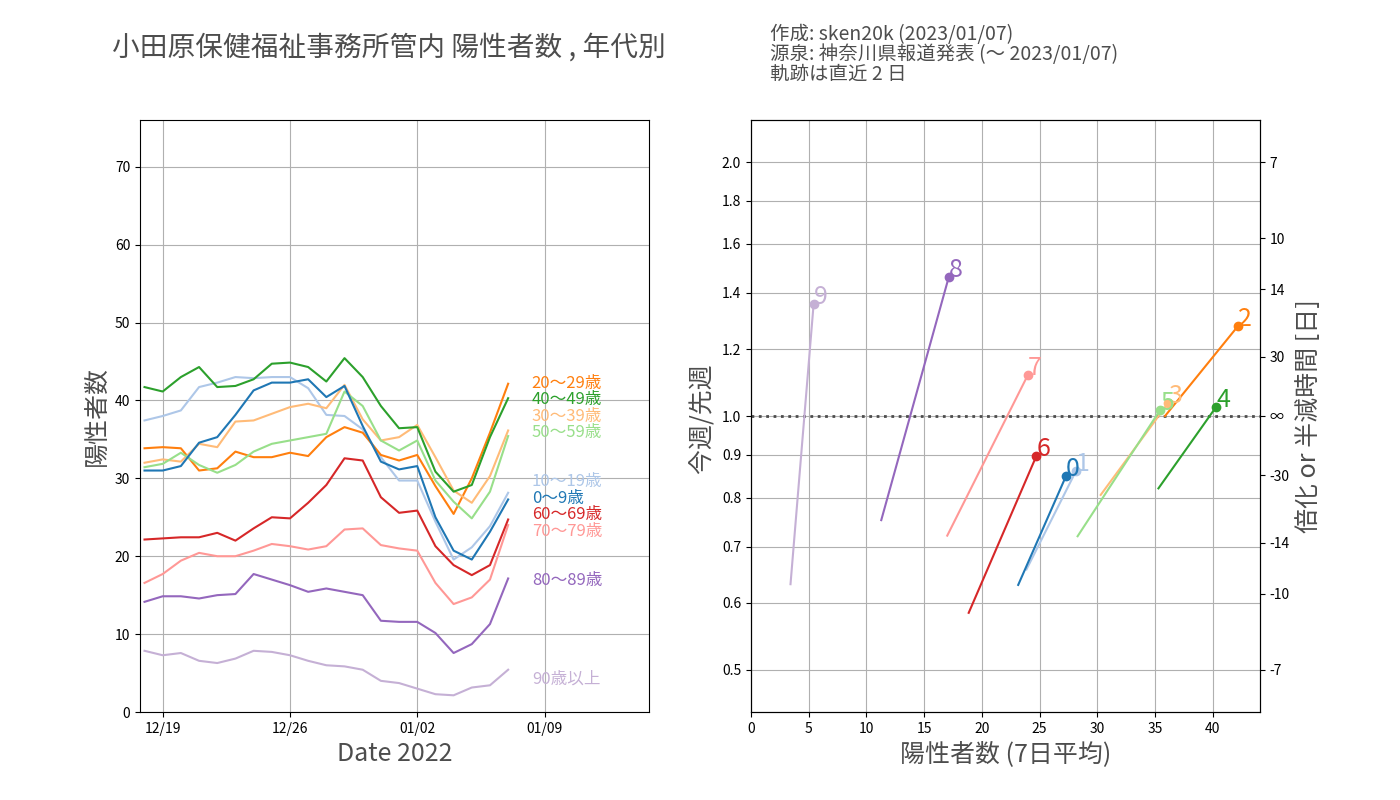 小田原保健福祉事務所管内 陽性者数 , 年代別
作成: sken20k (2023/01/07)
源泉: 神奈川県報道発表 (～ 2023/01/07)
軌跡は直近 2 日
陽性者数
70
60
50
40
30
20
10
0
20～29歳
40～49歳
30～39歳
50～59歳
10～19歳
0～9歳
60～69歳
70～79歳
80～89歳
90歳以上
12/19
12/26
01/02
01/09
Date 2022
今週/先週
2.0
1.8
1.6
1.4
1.2
1.0
0.9
0.8
0.7
0.6
0.5
9
8
7
6
0
1
5
3
4
2
0
5
10
15
20
25
30
35
40
陽性者数 (7日平均)
7
10
14
30
∞
-30
-14
-10
-7
倍化 or 半減時間 [日]